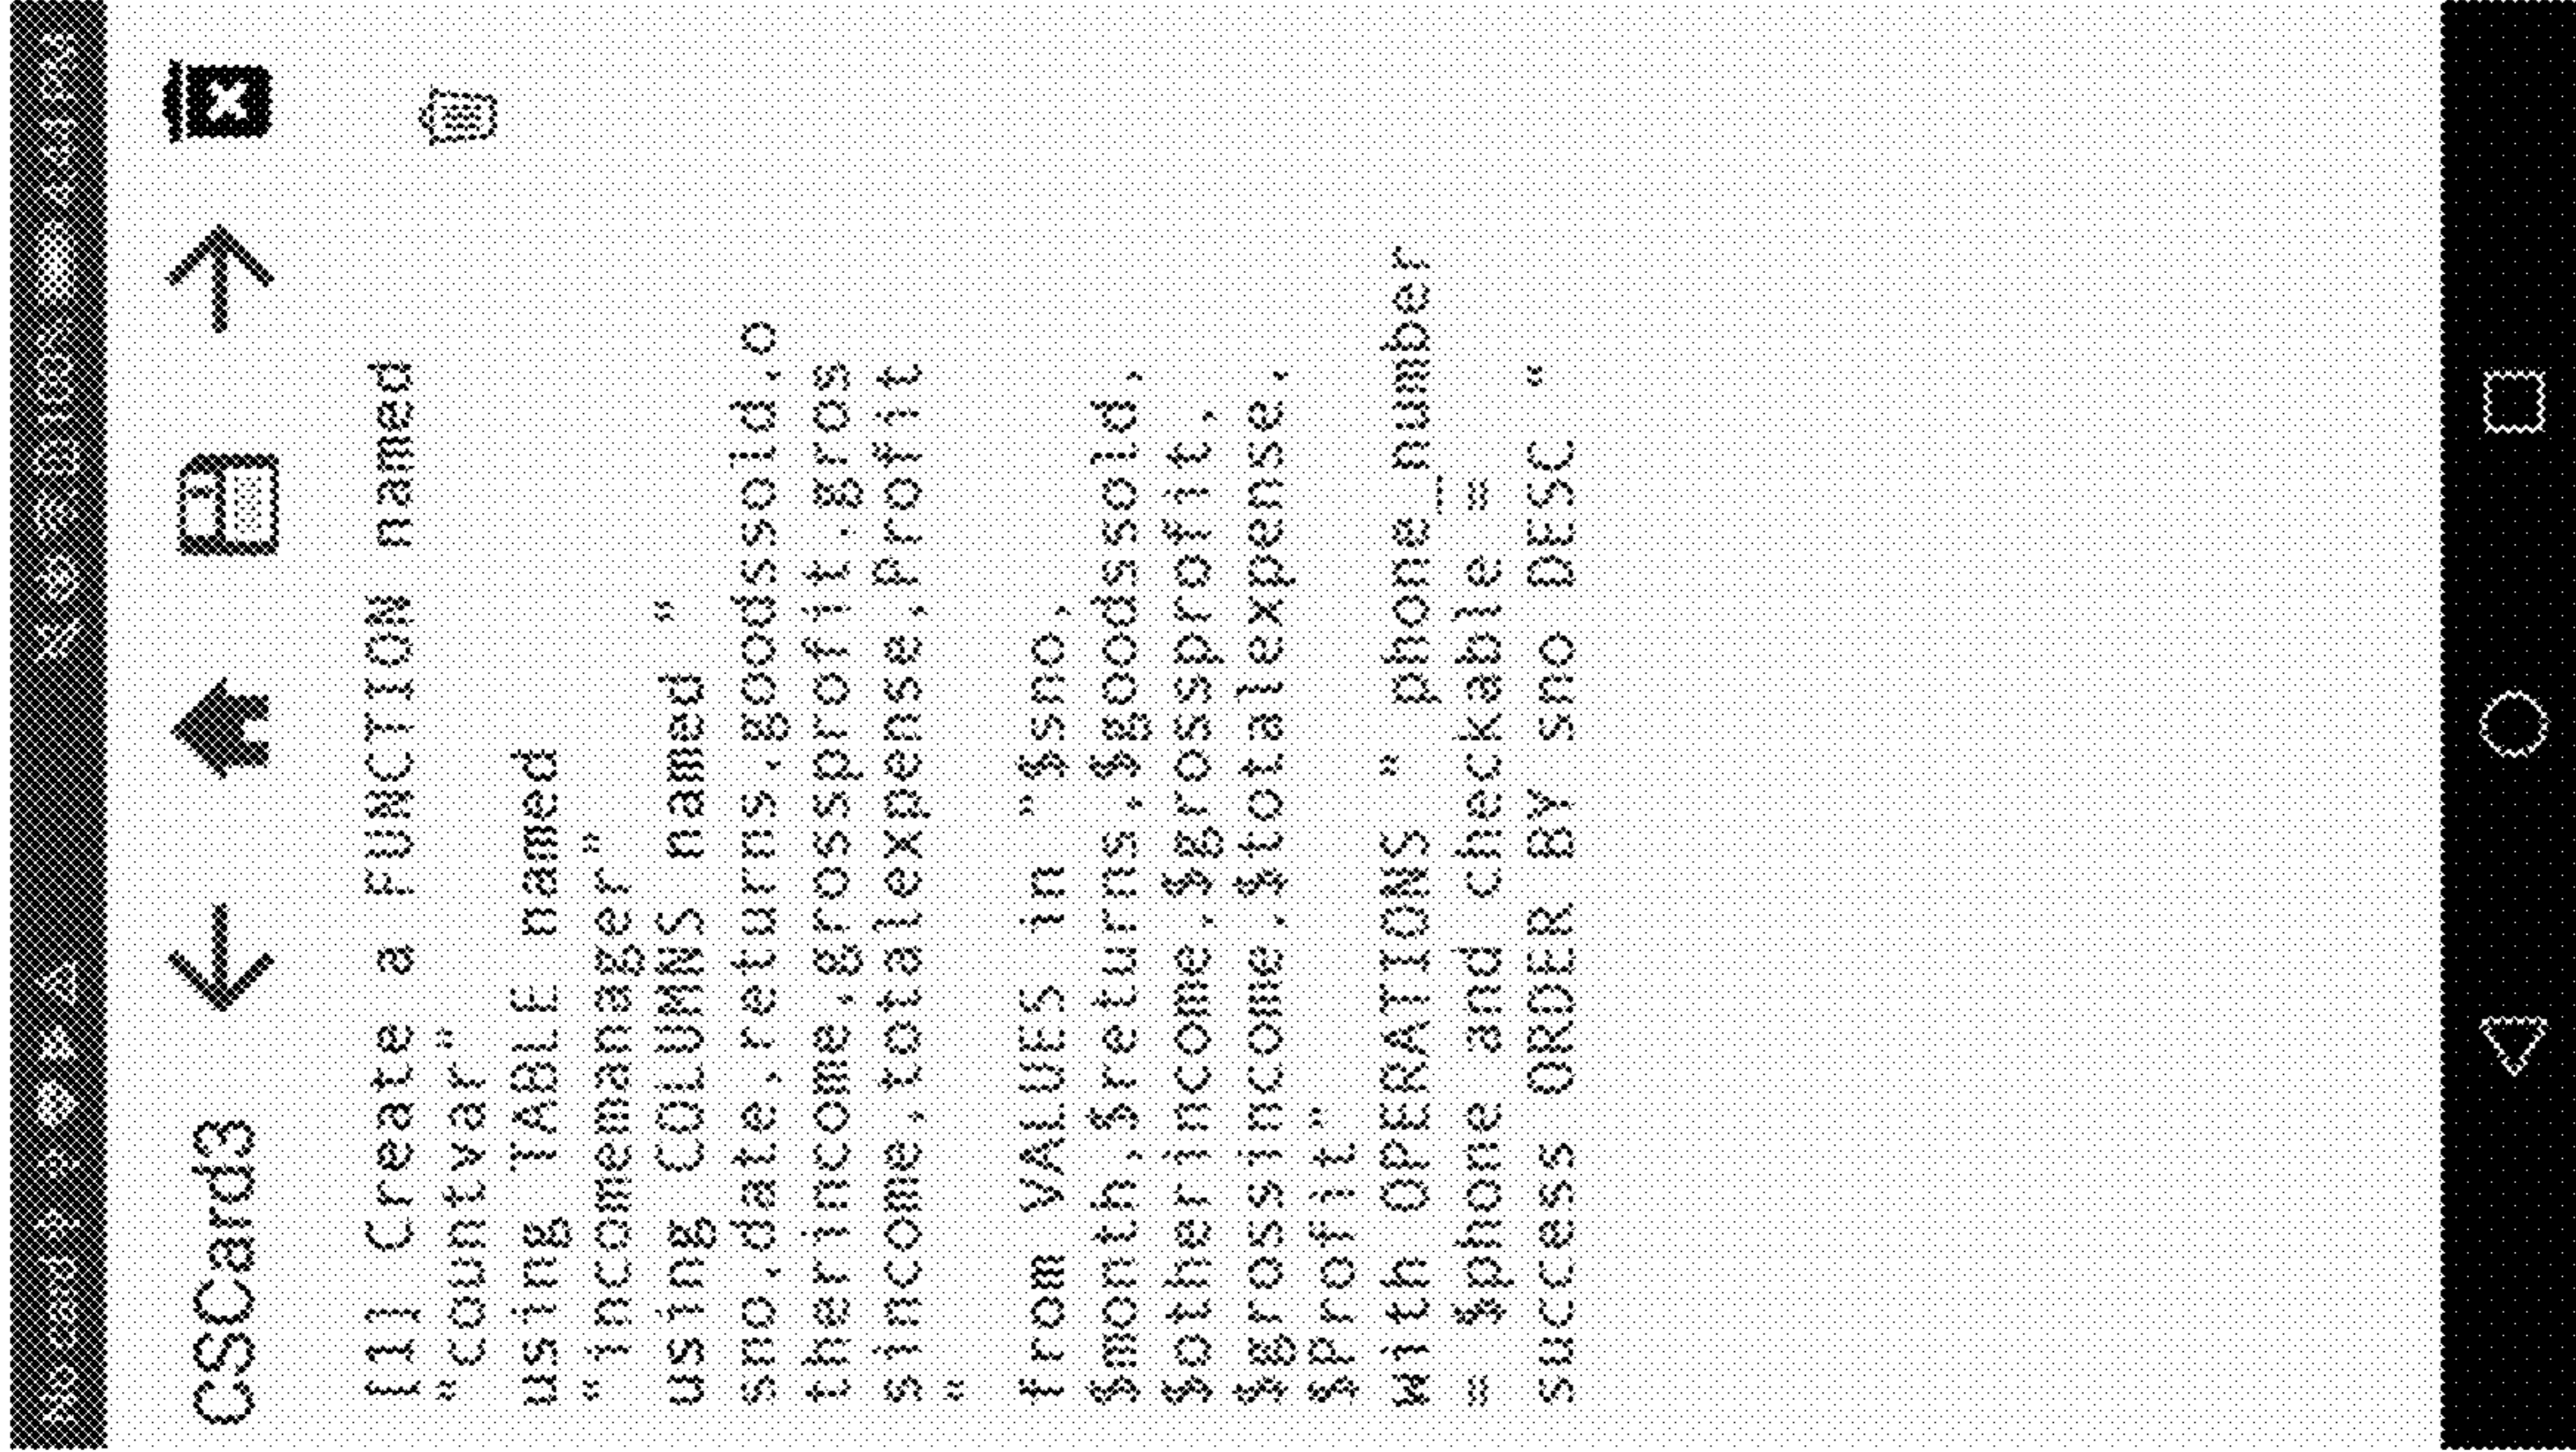 CSCard3
[1] Create a FUNCTION named
"countvar"
using TABLE named
"incomemanager"
using COLUMNS named "
sno,date,returns,goodssold,o
therincome,grossprofit,gros
sincome,totalexpense,Profit
"
from VALUES in "$sno,
$month,$returns,$goodssold,
$otherincome,$grossprofit,
$grossincome,$totalexpense,
$profit"
with OPERATIONS " phone_number
= $phone and checkable =
success ORDER BY sno DESC "